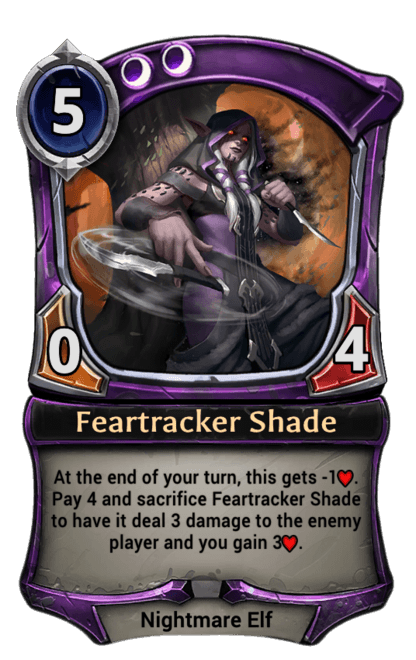 5
0
4
Feartracker Shade
At the end of your turn, this gets -1❤.
Pay 4 and sacrifice Feartracker Shade
to have it deal 3 damage to the enemy
player and you gain 3❤.
Nightmare Elf